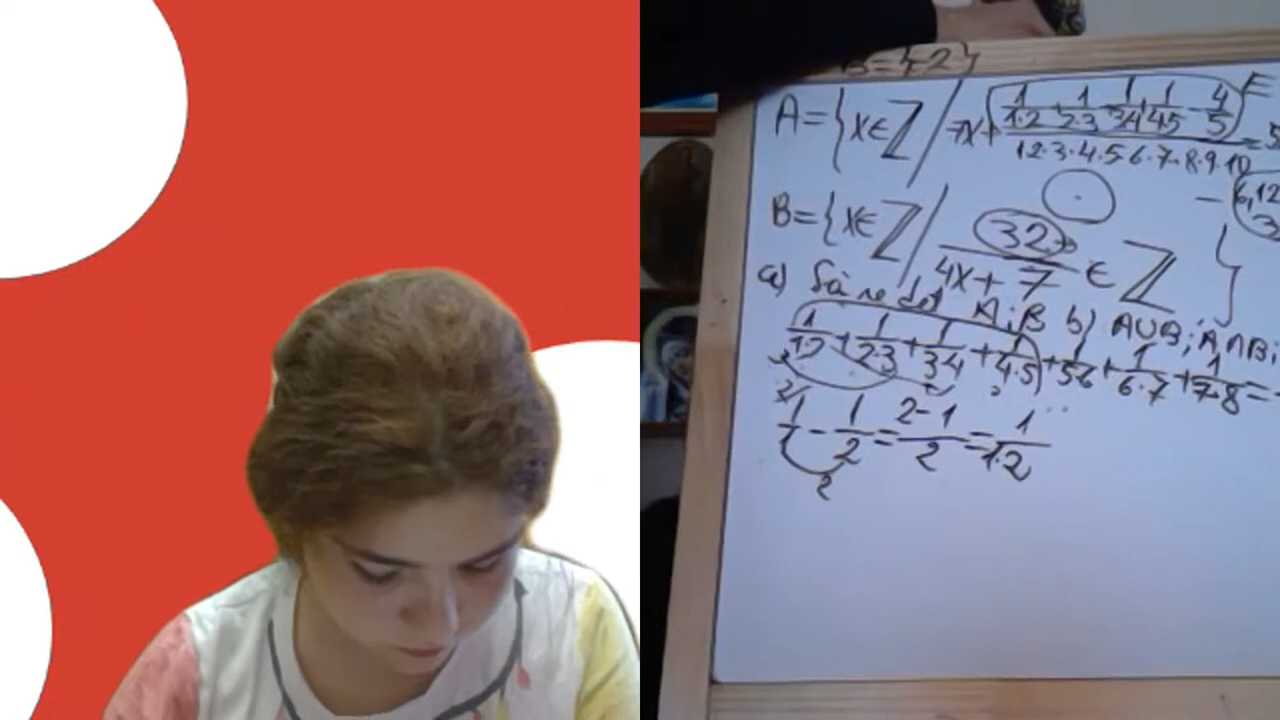 B={2}
A={x∈ℤ / -7x+ (1/1·2 + 1/2·3 + 1/3·4 + 1/4·5 - 4/5) / 1·2·3·4·5·6·7·8·9·10 = 5
B={x∈ℤ / 32/4x+7 ∈ ℤ }
a) Să se det A;B b) A∪B; A∩B;
1/1·2 + 1/2·3 + 1/3·4 + 1/4·5 + 1/5·6 + 1/6·7 + 1/7·8 =
1/1 - 1/2 = 2-1/2 = 1/1·2